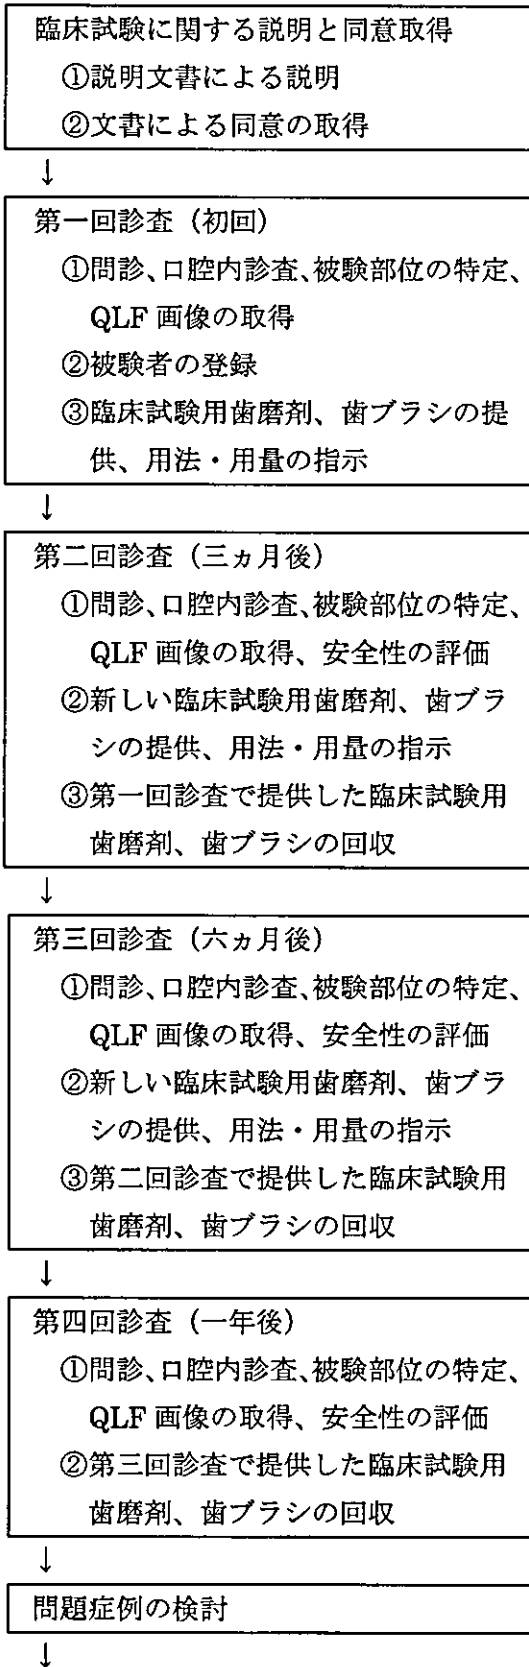 臨床試験に関する説明と同意取得
①説明文書による説明
②文書による同意の取得
↓
第一回診査（初回）
①問診、口腔内診査、被験部位の特定、
QLF 画像の取得
②被験者の登録
③臨床試験用歯磨剤、歯ブラシの提
供、用法・用量の指示
↓
第二回診査（三ヵ月後）
①問診、口腔内診査、被験部位の特定、
QLF 画像の取得、安全性の評価
②新しい臨床試験用歯磨剤、歯ブラ
シの提供、用法・用量の指示
③第一回診査で提供した臨床試験用
歯磨剤、歯ブラシの回収
↓
第三回診査（六ヵ月後）
①問診、口腔内診査、被験部位の特定、
QLF 画像の取得、安全性の評価
②新しい臨床試験用歯磨剤、歯ブラ
シの提供、用法・用量の指示
③第二回診査で提供した臨床試験用
歯磨剤、歯ブラシの回収
↓
第四回診査（一年後）
①問診、口腔内診査、被験部位の特定、
QLF 画像の取得、安全性の評価
②第三回診査で提供した臨床試験用
歯磨剤、歯ブラシの回収
↓
問題症例の検討
↓